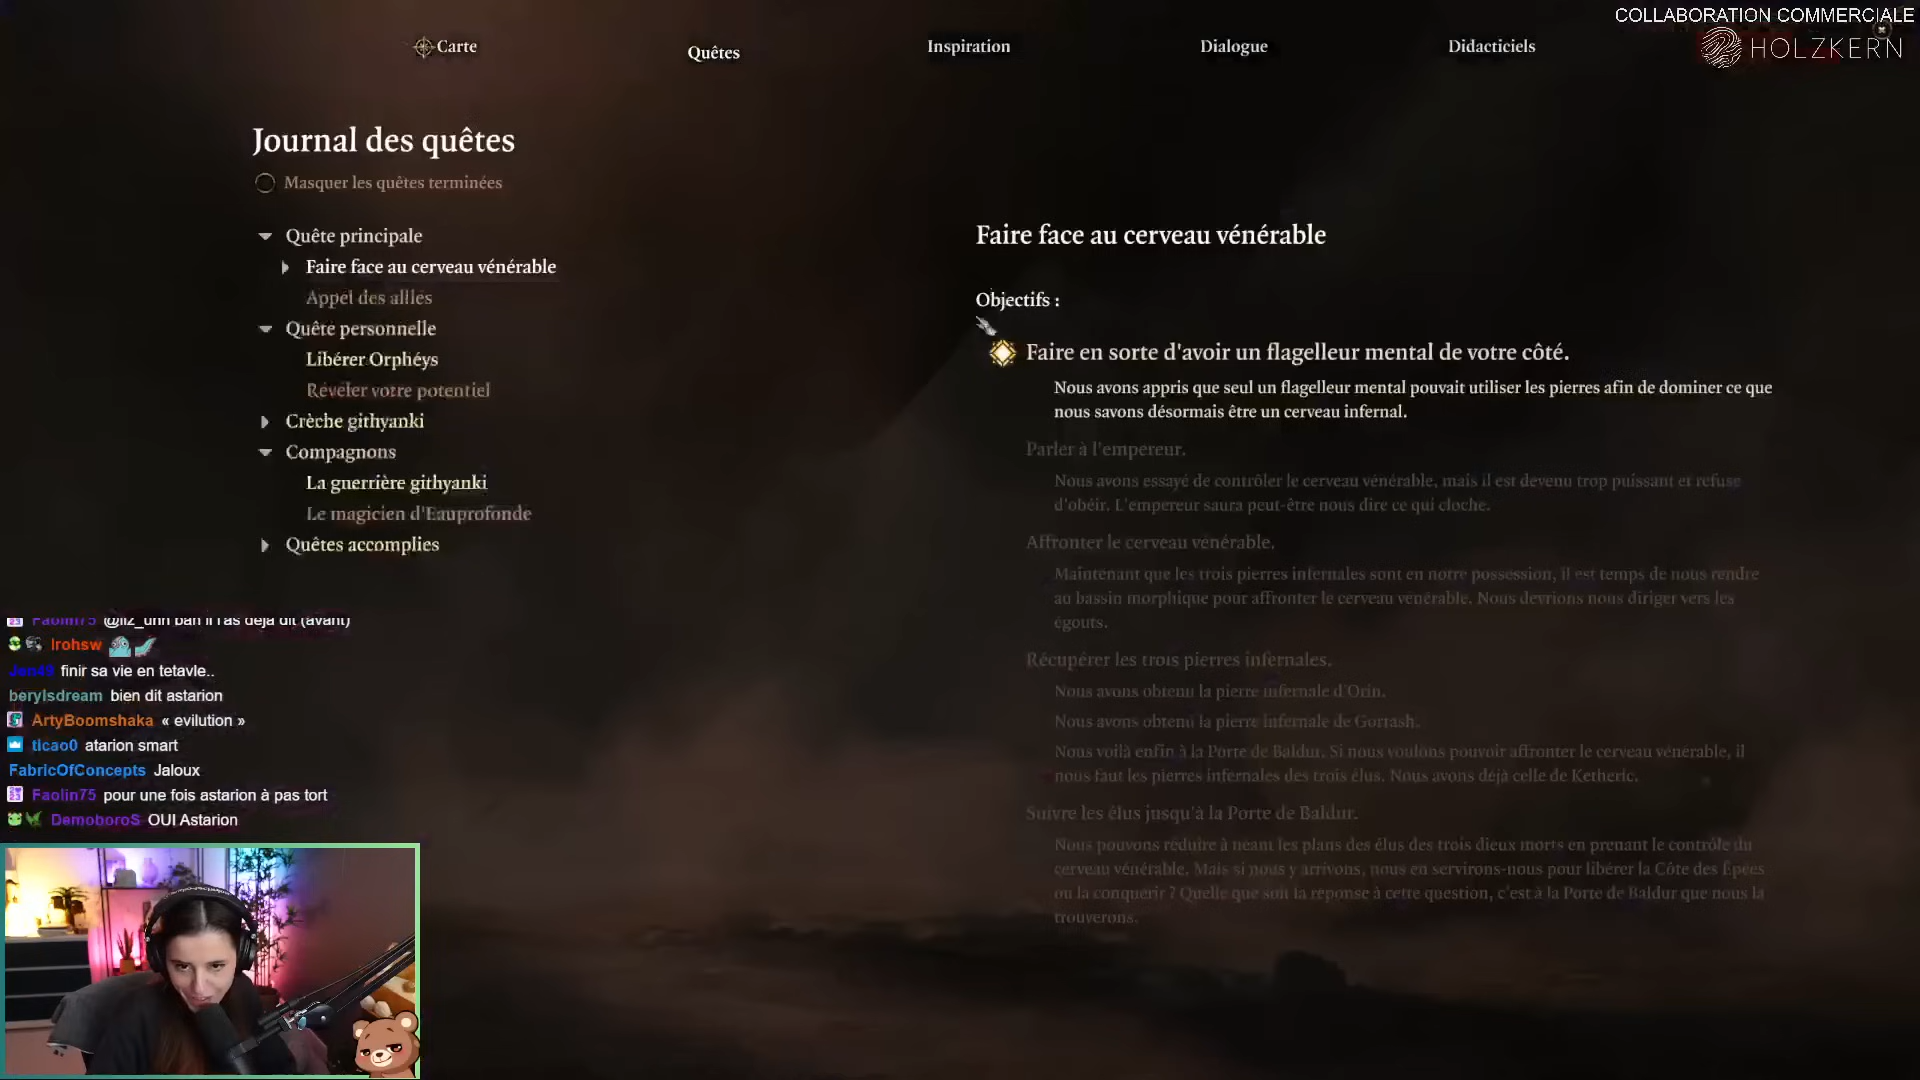 COLLABORATION COMMERCIALE
HOLZKERN
Carte
Quêtes
Inspiration
Dialogue
Didacticiels
Journal des quêtes
Masquer les quêtes terminées
Quête principale
Faire face au cerveau vénérable
Appel des alliés
Quête personnelle
Libérer Orphéys
Révéler votre potentiel
Crèche githyanki
Compagnons
La guerrière githyanki
Le magicien d'Eauprofonde
Quêtes accomplies
Faire face au cerveau vénérable
Objectifs :
Faire en sorte d'avoir un flagelleur mental de votre côté.
Nous avons appris que seul un flagelleur mental pouvait utiliser les pierres afin de dominer ce que
nous savons désormais être un cerveau infernal.
Parler à l'empereur.
Nous avons essayé de contrôler le cerveau vénérable, mais il est devenu trop puissant et refuse
d'obéir. L'empereur saura peut-être nous dire ce qui cloche.
Affronter le cerveau vénérable.
Maintenant que les trois pierres infernales sont en notre possession, il est temps de nous rendre
au bassin morphique pour affronter le cerveau vénérable. Nous devrions nous diriger vers les
égouts.
Récupérer les trois pierres infernales.
Nous avons obtenu la pierre infernale d'Orin.
Nous avons obtenu la pierre infernale de Gortash.
Nous voilà enfin à la Porte de Baldur. Si nous voulons pouvoir affronter le cerveau vénérable, il
nous faut les pierres infernales des trois élus. Nous avons déjà celle de Ketheric.
Suivre les élus jusqu'à la Porte de Baldur.
Nous pouvons réduire à néant les plans des élus des trois dieux morts en prenant le contrôle du
cerveau vénérable. Mais si nous y arrivons, nous en servirons-nous pour libérer la Côte des Épées
ou la conquérir ? Quelle que soit la réponse à cette question, c'est à la Porte de Baldur que nous la
trouverons.
Faolin75 @liz_unh bah il l'as déjà dit (avant)
Irohsw
Jen49 finir sa vie en tetavle..
berylsdream bien dit astarion
ArtyBoomshaka « evilution »
ticao0 atarion smart
FabricOfConcepts Jaloux
Faolin75 pour une fois astarion à pas tort
DemoboroS OUI Astarion